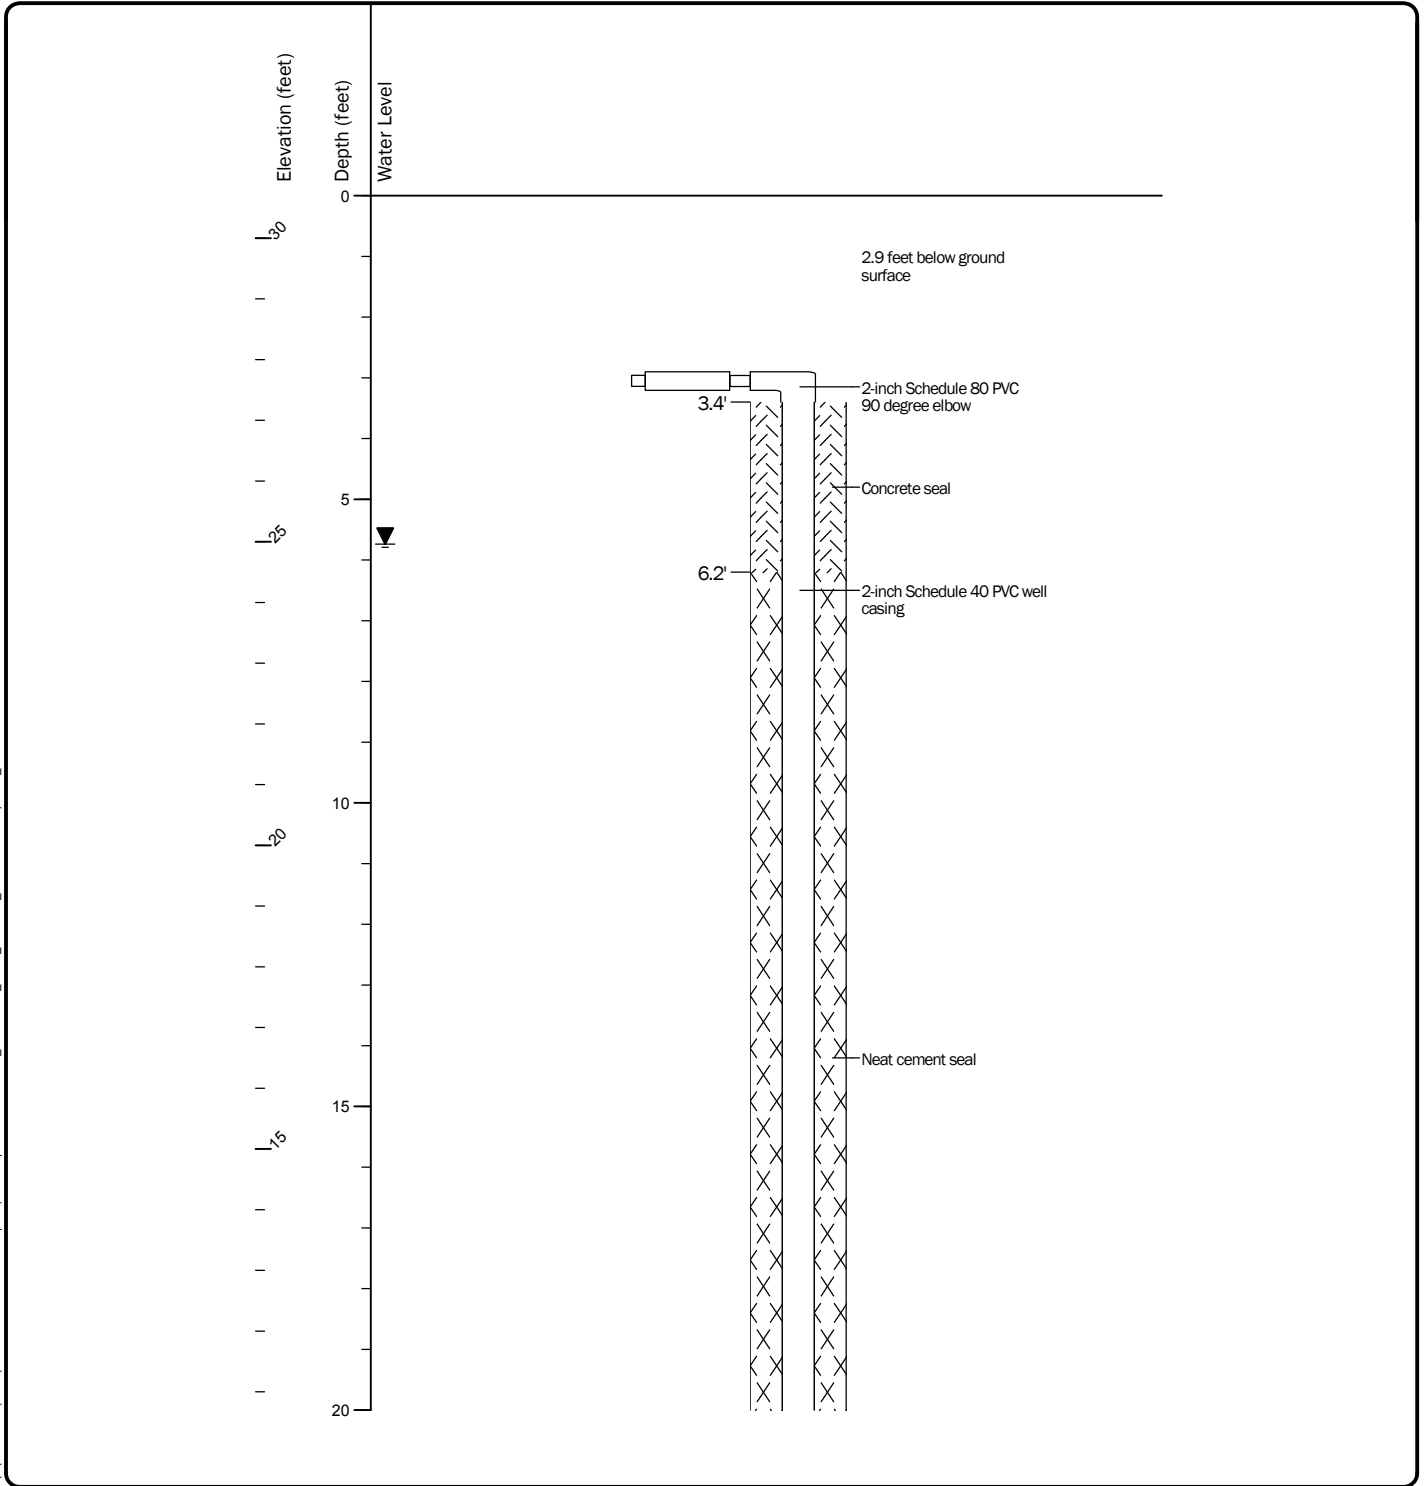 Elevation (feet)
Depth (feet)
Water Level
0
30
2.9 feet below ground
surface
2-inch Schedule 80 PVC
90 degree elbow
3.4'
Concrete seal
5
25
6.2'
2-inch Schedule 40 PVC well
casing
10
20
Neat cement seal
15
15
20